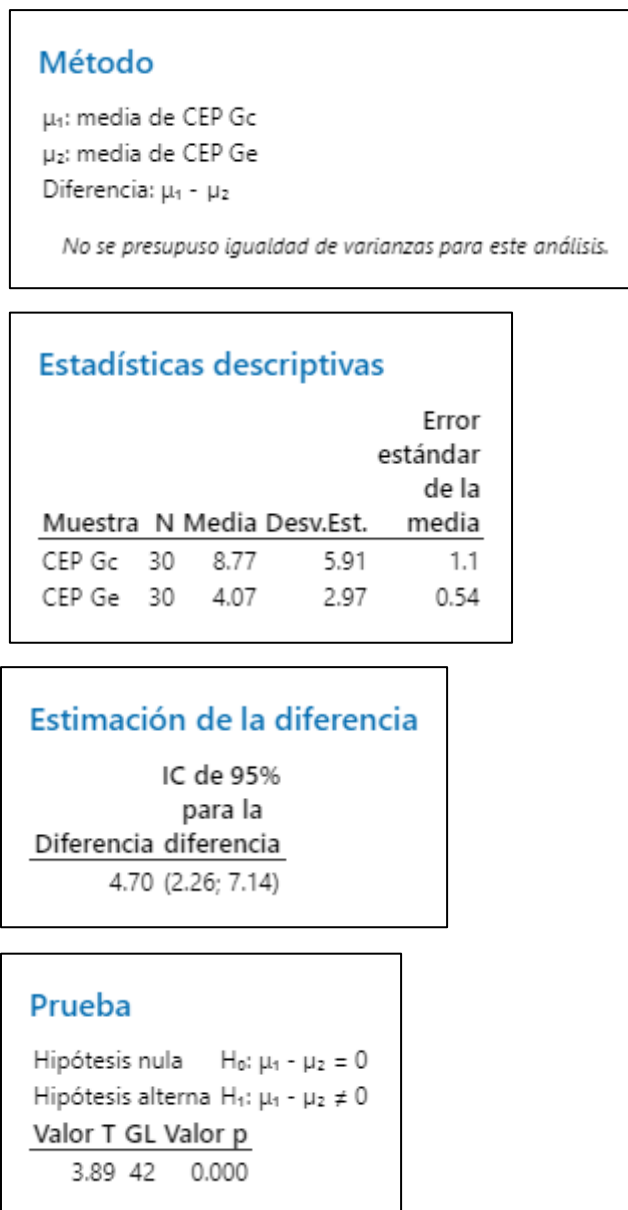 Método
μ₁: media de CEP Gc
µ₂: media de CEP Ge
Diferencia: µ₁ - µ₂
No se presupuso igualdad de varianzas para este análisis.
Estadísticas descriptivas
Error
estándar
de la
Muestra N Media Desv.Est. media
CEP Gc 30 8.77 5.91 1.1
CEP Ge 30 4.07 2.97 0.54
Estimación de la diferencia
IC de 95%
para la
Diferencia diferencia
4.70 (2.26; 7.14)
Prueba
Hipótesis nula H₀: µ₁ - µ₂ = 0
Hipótesis alterna H₁: µ₁ - µ₂ ≠ 0
Valor T GL Valor p
3.89 42 0.000